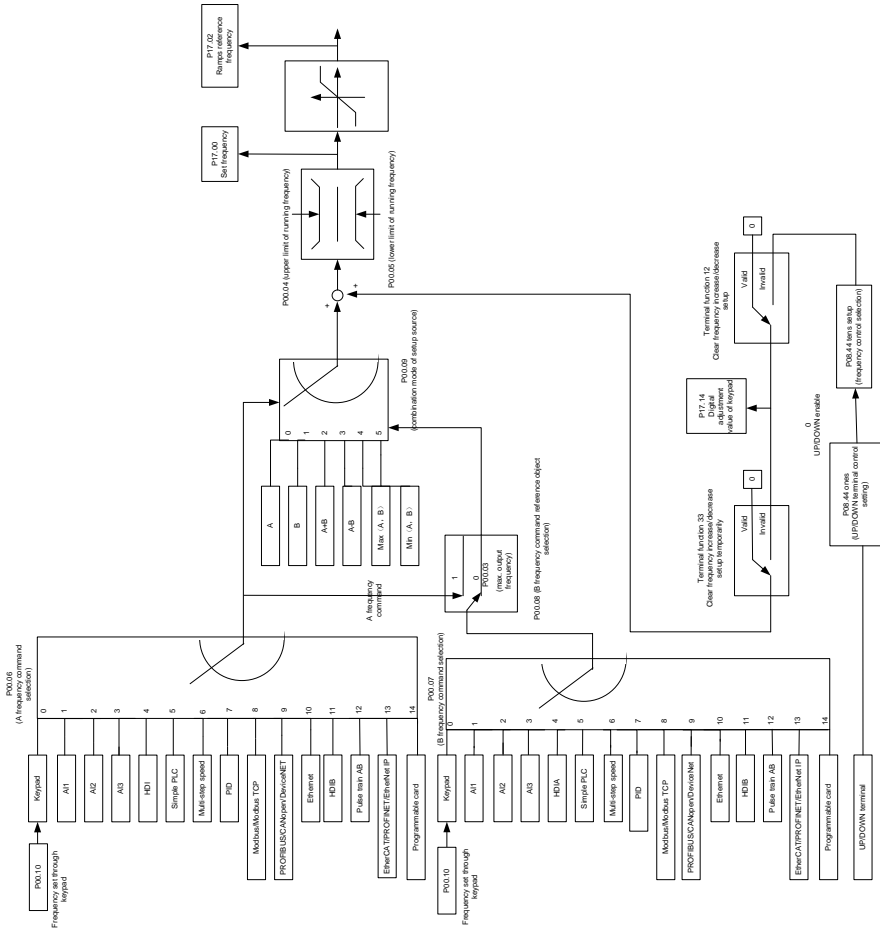 P00.06
(A frequency command
selection)
P00.10
Frequency set through
keypad
Keypad
0
AI1
1
AI2
2
AI3
3
HDI
4
Simple PLC
5
Multi-step speed
6
PID
7
Modbus/Modbus TCP
8
PROFIBUS/CANopen/DeviceNET
9
Ethernet
10
HDIB
11
Pulse train AB
12
EtherCAT/PROFINET/EtherNet IP
13
Programmable card
14
A frequency
command
P00.07
(B frequency command selection)
P00.10
Frequency set through
keypad
Keypad
0
AI1
1
AI2
2
AI3
3
HDIA
4
Simple PLC
5
Multi-step speed
6
PID
7
Modbus/Modbus TCP
8
PROFIBUS/CANopen/DeviceNet
9
Ethernet
10
HDIB
11
Pulse train AB
12
EtherCAT/PROFINET/EtherNet IP
13
Programmable card
14
1
0
P00.03
(max. output
frequency)
P00.08 (B frequency command reference object
selection)
A
0
B
1
A+B
2
A-B
3
Max (A, B)
4
Min (A, B)
5
P00.09
(combination mode of setup source)
+
+
P00.04 (upper limit of running frequency)
P00.05 (lower limit of running frequency)
P17.00
Set frequency
P17.02
Ramps reference
frequency
UP/DOWN terminal
P08.44 ones
(UP/DOWN terminal control
setting)
0
UP/DOWN enable
P08.44 tens setup
(frequency control selection)
Terminal function 12
Clear frequency increase/decrease
setup
Valid
Invalid
0
P17.14
Digital
adjustment
value of keypad
Terminal function 33
Clear frequency increase/decrease
setup temporarily
Valid
Invalid
0